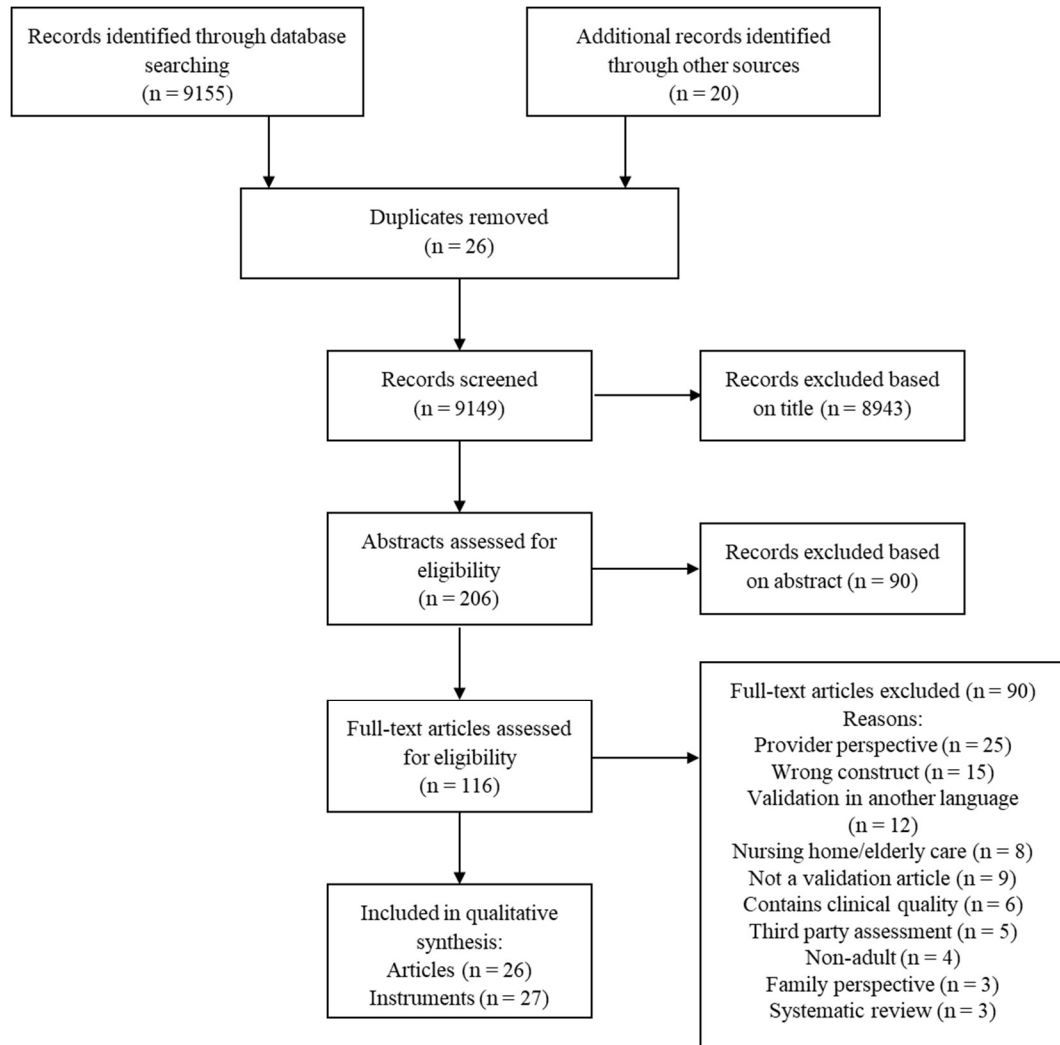 Records identified through database
searching
(n = 9155)
Additional records identified
through other sources
(n = 20)
Duplicates removed
(n = 26)
Records screened
(n = 9149)
Records excluded based
on title (n = 8943)
Abstracts assessed for
eligibility
(n = 206)
Records excluded based
on abstract (n = 90)
Full-text articles assessed
for eligibility
(n = 116)
Full-text articles excluded (n = 90)
Reasons:
Provider perspective (n = 25)
Wrong construct (n = 15)
Validation in another language
(n = 12)
Nursing home/elderly care (n = 8)
Not a validation article (n = 9)
Contains clinical quality (n = 6)
Third party assessment (n = 5)
Non-adult (n = 4)
Family perspective (n = 3)
Systematic review (n = 3)
Included in qualitative
synthesis:
Articles (n = 26)
Instruments (n = 27)